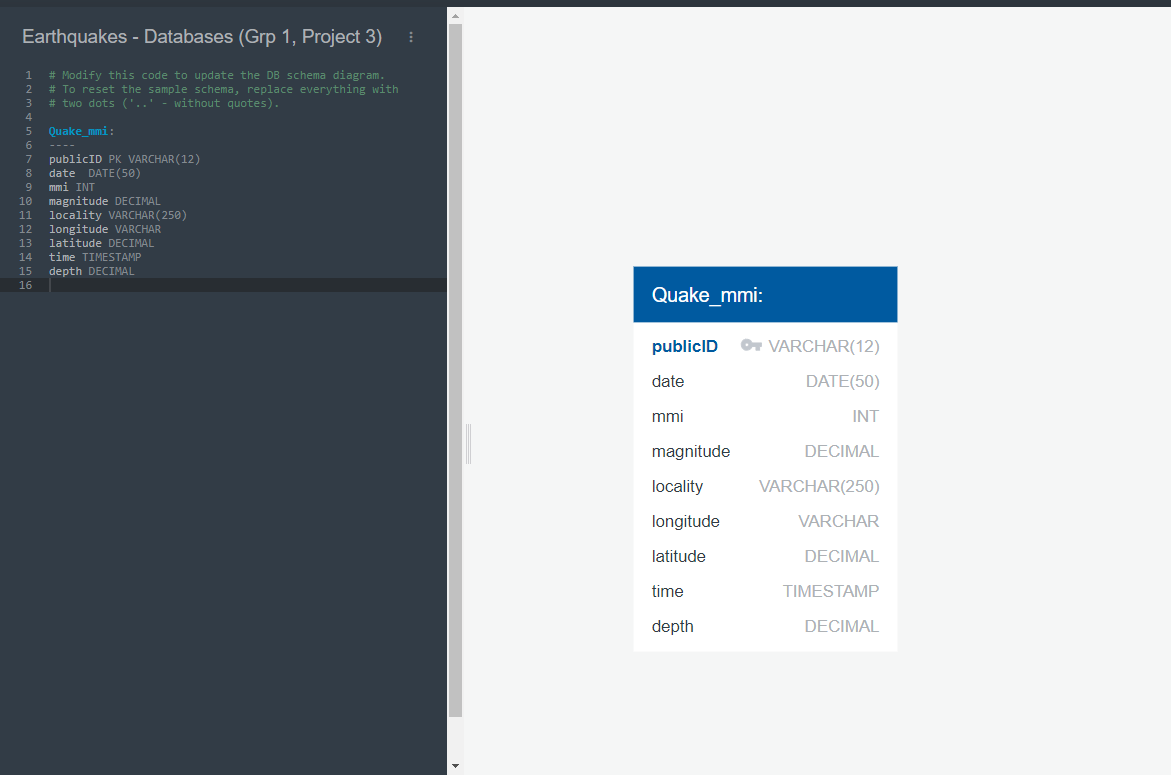 Earthquakes - Databases (Grp 1, Project 3)
1 # Modify this code to update the DB schema diagram.
2 # To reset the sample schema, replace everything with
3 # two dots ('..' - without quotes).
4
5 Quake_mmi:
6 ----
7 publicID PK VARCHAR(12)
8 date  DATE(50)
9 mmi INT
10 magnitude DECIMAL
11 locality VARCHAR(250)
12 longitude VARCHAR
13 latitude DECIMAL
14 time TIMESTAMP
15 depth DECIMAL
16
Quake_mmi:
publicID VARCHAR(12)
date DATE(50)
mmi INT
magnitude DECIMAL
locality VARCHAR(250)
longitude VARCHAR
latitude DECIMAL
time TIMESTAMP
depth DECIMAL